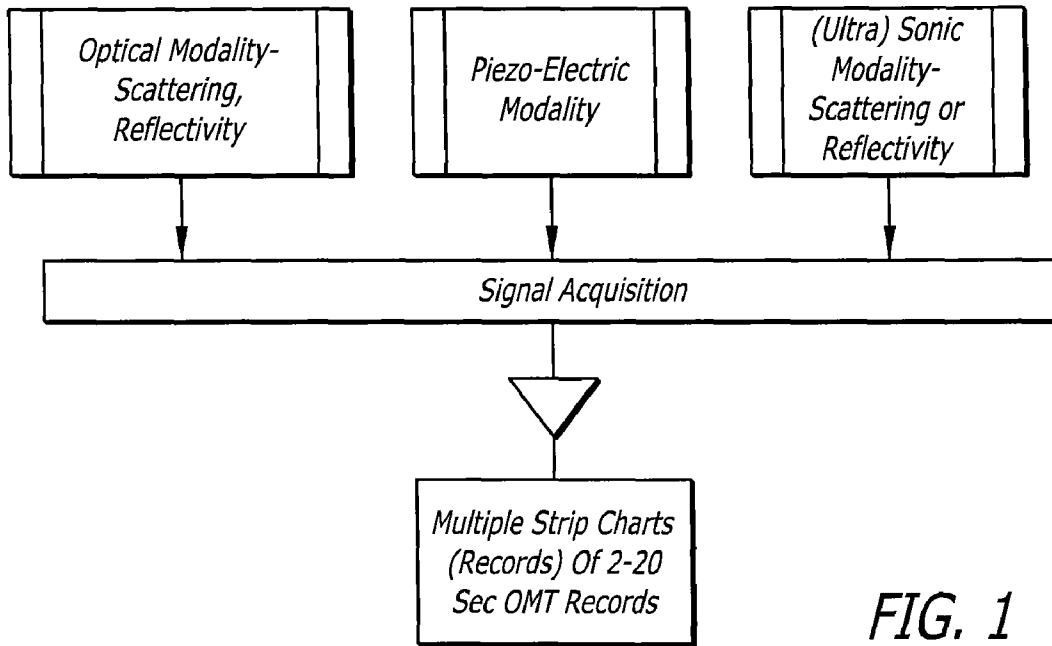 Optical Modality-
Scattering,
Reflectivity
Piezo-Electric
Modality
(Ultra) Sonic
Modality-
Scattering or
Reflectivity
Signal Acquisition
Multiple Strip Charts
(Records) Of 2-20
Sec OMT Records
FIG. 1